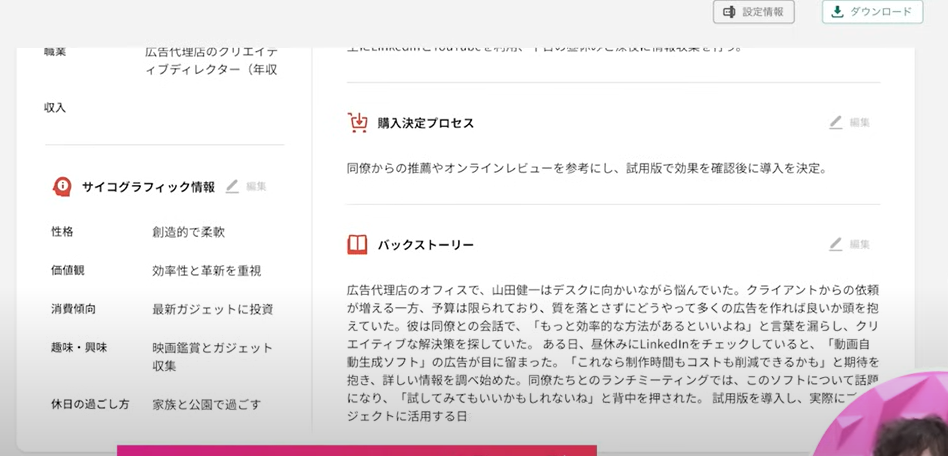 設定情報
ダウンロード
職業
広告代理店のクリエイテ
ィブディレクター（年収
収入
サイコグラフィック情報
編集
性格
創造的で柔軟
価値観
効率性と革新を重視
消費傾向
最新ガジェットに投資
趣味・興味
映画鑑賞とガジェット
収集
休日の過ごし方
家族と公園で過ごす
購入決定プロセス
編集
同僚からの推薦やオンラインレビューを参考にし、試用版で効果を確認後に導入を決定。
バックストーリー
編集
広告代理店のオフィスで、山田健一はデスクに向かいながら悩んでいた。クライアントからの依頼
が増える一方、予算は限られており、質を落とさずにどうやって多くの広告を作れば良いか頭を抱
えていた。彼は同僚との会話で、「もっと効率的な方法があるといいよね」と言葉を漏らし、クリ
エイティブな解決策を探していた。 ある日、昼休みにLinkedInをチェックしていると、「動画自
動生成ソフト」の広告が目に留まった。「これなら制作時間もコストも削減できるかも」と期待を
抱き、詳しい情報を調べ始めた。同僚たちとのランチミーティングでは、このソフトについて話題
になり、「試してみてもいいかもしれないね」と背中を押された。 試用版を導入し、実際に
ジェクトに活用する日